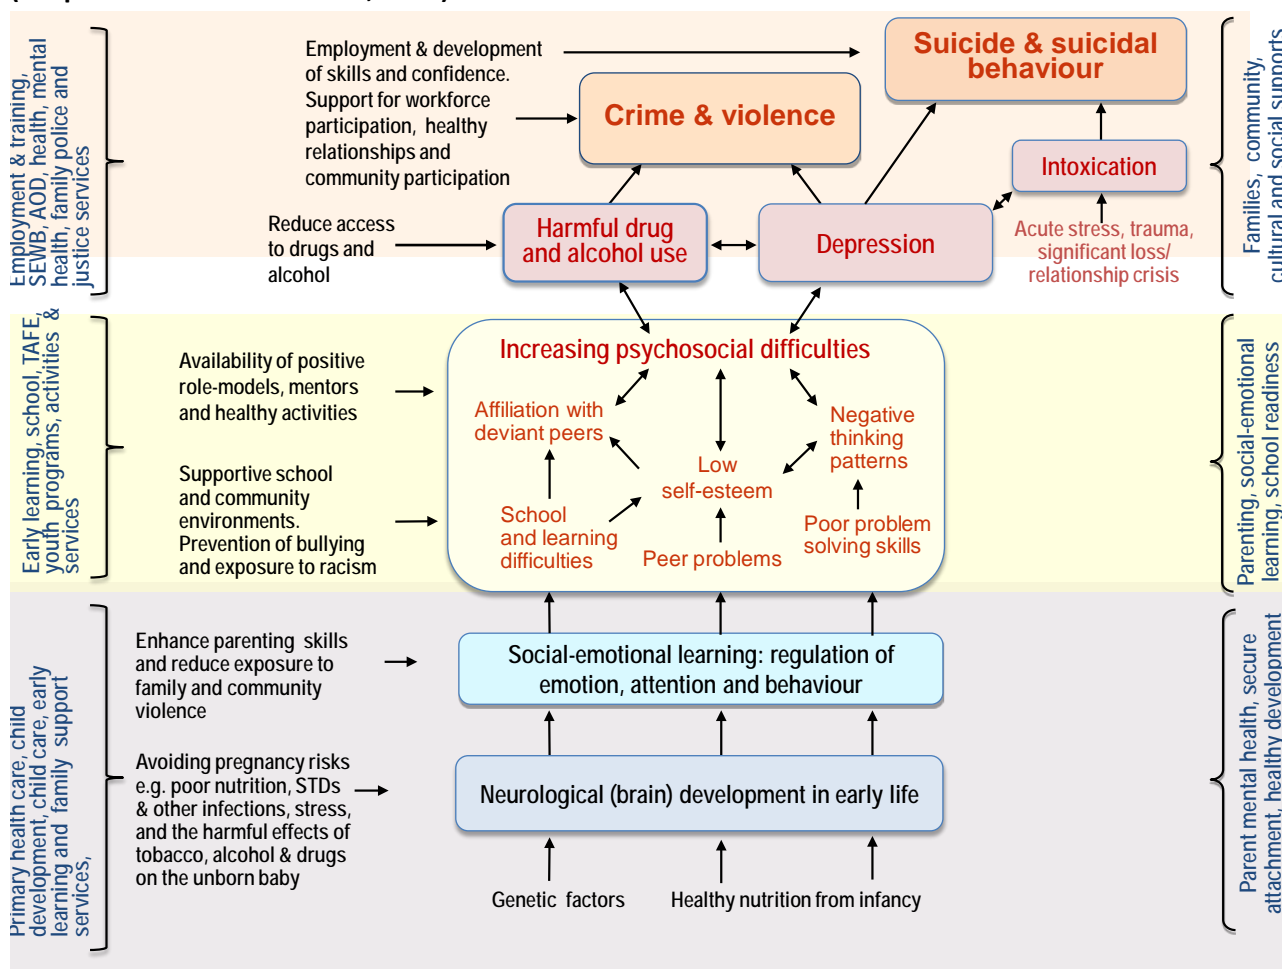 Employment & training,
SEWB, AOD, health, mental
health, family police and
justice services
Employment & development
of skills and confidence.
Support for workforce
participation, healthy
relationships and
community participation
Reduce access
to drugs and
alcohol
Suicide & suicidal
behaviour
Crime & violence
Intoxication
Harmful drug
and alcohol use
Depression
Acute stress, trauma,
significant loss/
relationship crisis
Families, community,
cultural and social supports
Early learning, school, TAFE,
youth programs, activities &
services
Availability of positive
role-models, mentors
and healthy activities
Supportive school
and community
environments.
Prevention of bullying
and exposure to racism
Increasing psychosocial difficulties
Affiliation with
deviant peers
Negative
thinking
patterns
Low
self-esteem
School
and learning
difficulties
Peer problems
Poor problem
solving skills
Parenting, social-emotional
learning, school readiness
Primary health care, child
development, child care, early
learning and family support
services,
Enhance parenting skills
and reduce exposure to
family and community
violence
Avoiding pregnancy risks
e.g. poor nutrition, STDs
& other infections, stress,
and the harmful effects of
tobacco, alcohol & drugs
on the unborn baby
Social-emotional learning: regulation of
emotion, attention and behaviour
Neurological (brain) development in early life
Genetic factors
Healthy nutrition from infancy
Parent mental health, secure
attachment, healthy development